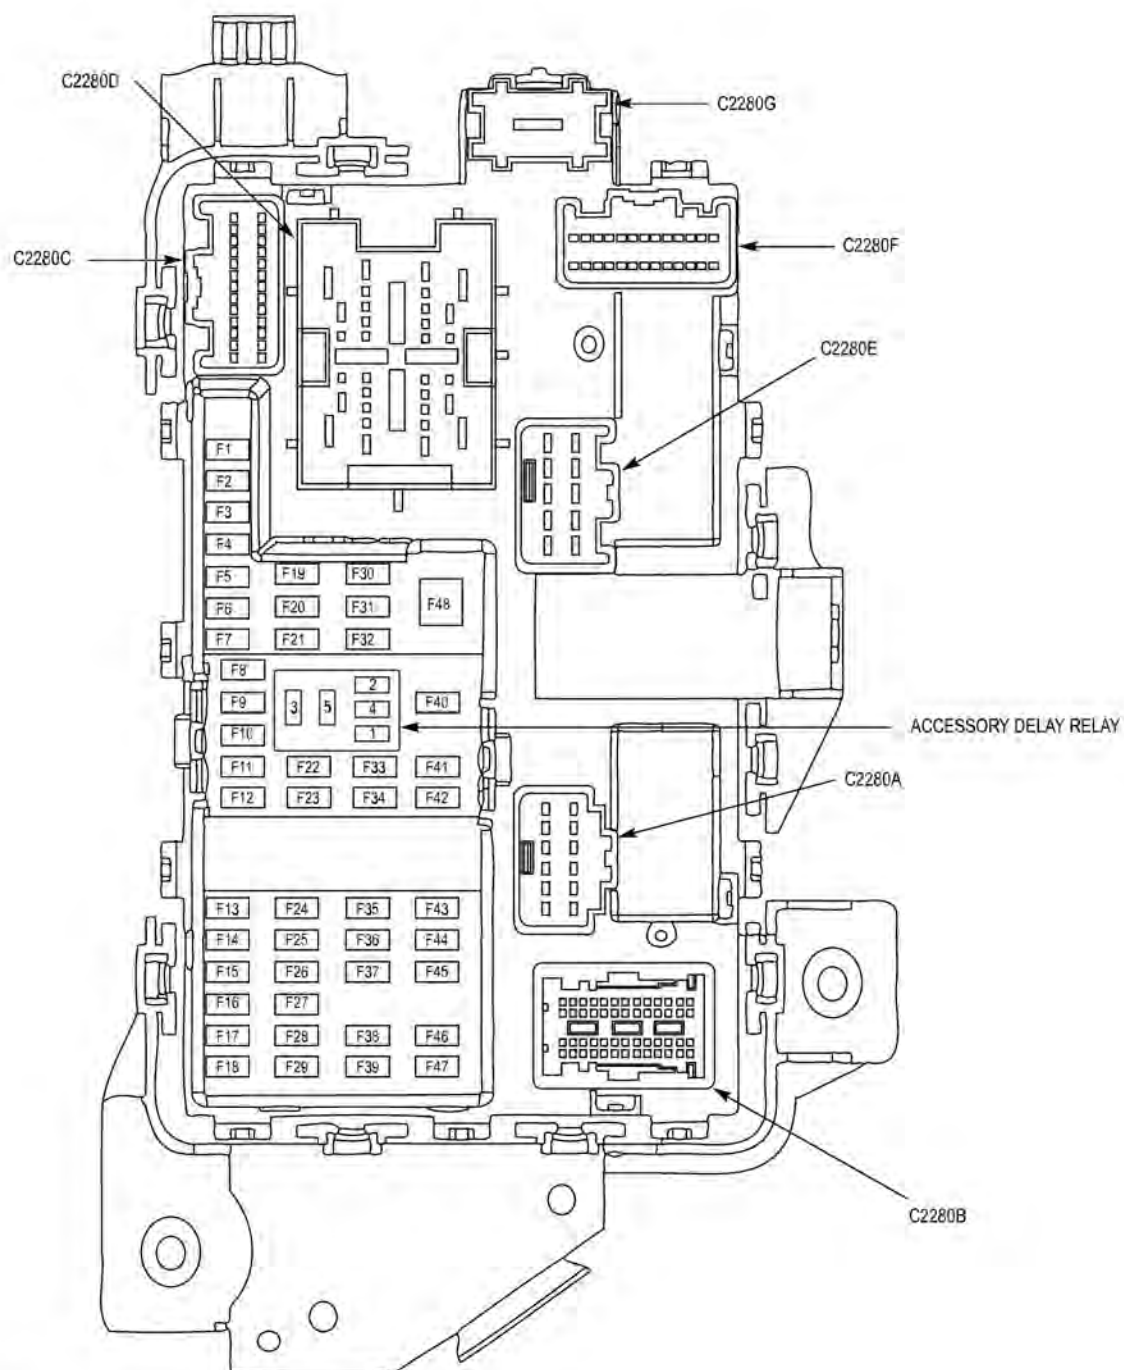 C2280D
C2280G
C2280C
C2280F
C2280E
F1
F2
F3
F4
F5 F19 F30
F6 F20 F31 F48
F7 F21 F32
F8
F9 3 5 2 4 1 F40
F10
ACCESSORY DELAY RELAY
F11 F22 F33 F41
F12 F23 F34 F42
C2280A
F13 F24 F35 F43
F14 F25 F36 F44
F15 F26 F37 F45
F16 F27
F17 F28 F38 F46
F18 F29 F39 F47
C2280B